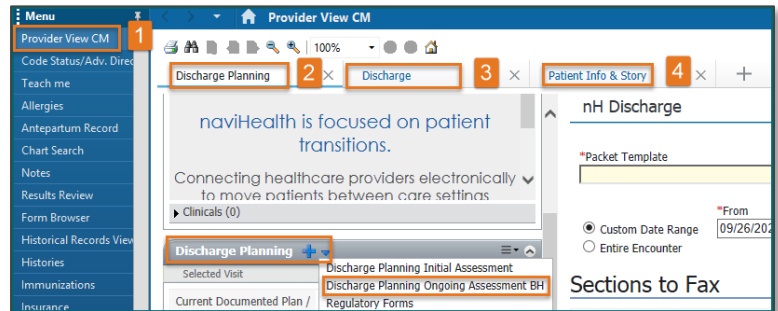 Menu
Provider View CM
1
Provider View CM
Code Status/Adv. Direc
Teach me
Allergies
Antepartum Record
Chart Search
Notes
Results Review
Form Browser
Historical Records View
Histories
Immunizations
Insurance
100%
Discharge Planning
2
Discharge
3
Patient Info & Story
4
naviHealth is focused on patient
transitions.
Connecting healthcare providers electronically
to move patients between care settings
Clinicals (0)
Discharge Planning
Selected Visit
Current Documented Plan /
Discharge Planning Initial Assessment
Discharge Planning Ongoing Assessment BH
Regulatory Forms
nH Discharge
*Packet Template
*From
Custom Date Range
09/26/202
Entire Encounter
Sections to Fax